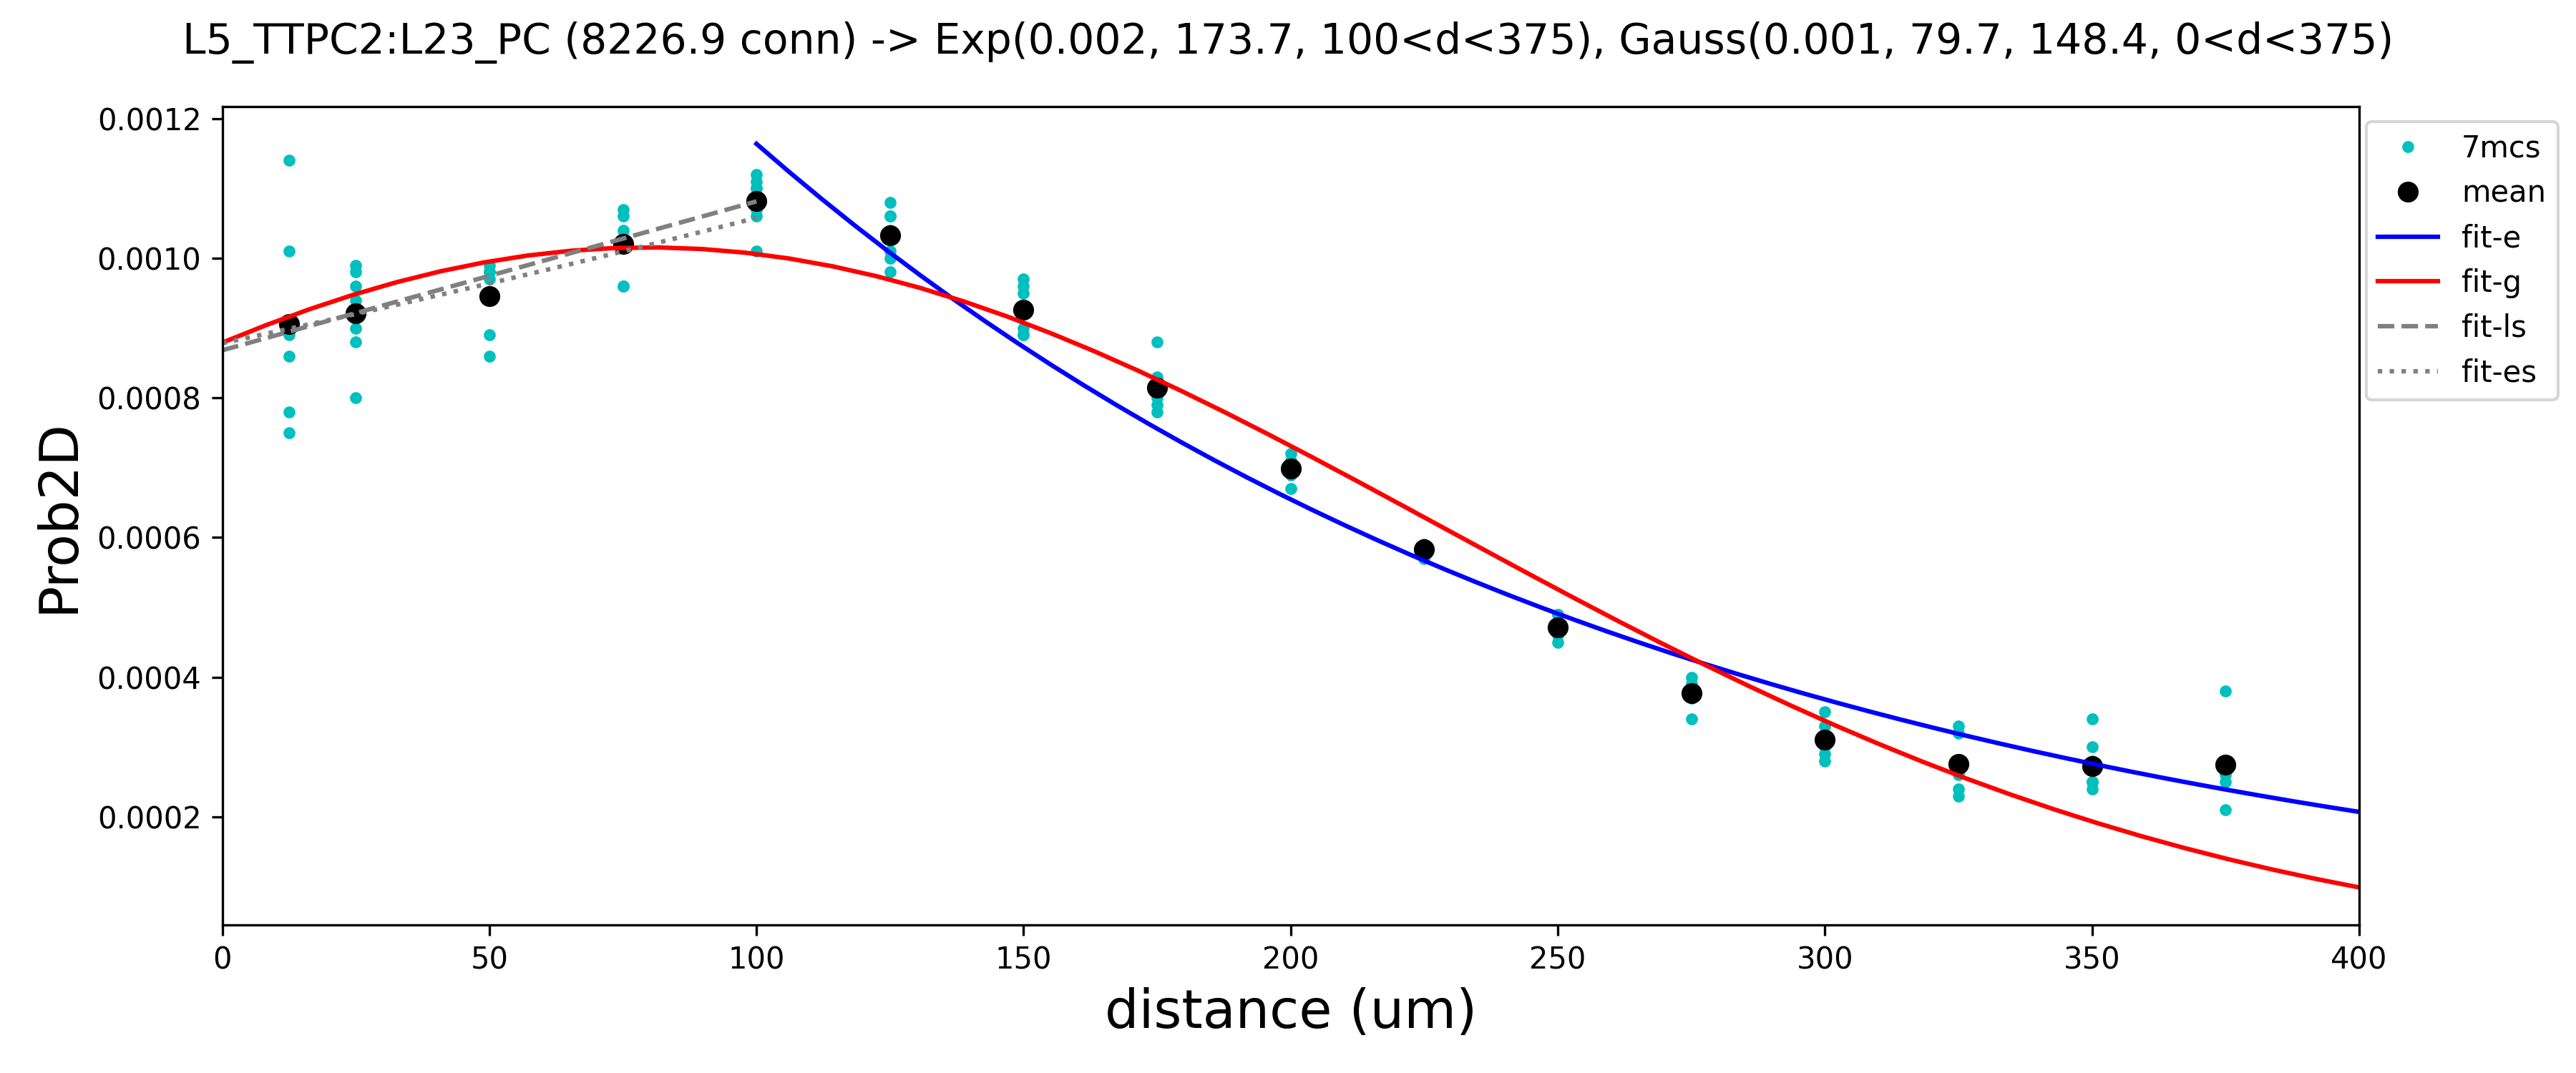 L5_TTPC2:L23_PC (8226.9 conn) -> Exp(0.002, 173.7, 100<d<375), Gauss(0.001, 79.7, 148.4, 0<d<375)
0.0012
0.0010
0.0008
0.0006
0.0004
0.0002
Prob2D
0 50 100 150 200 250 300 350 400
distance (um)
7mcs
mean
fit-e
fit-g
fit-ls
fit-es